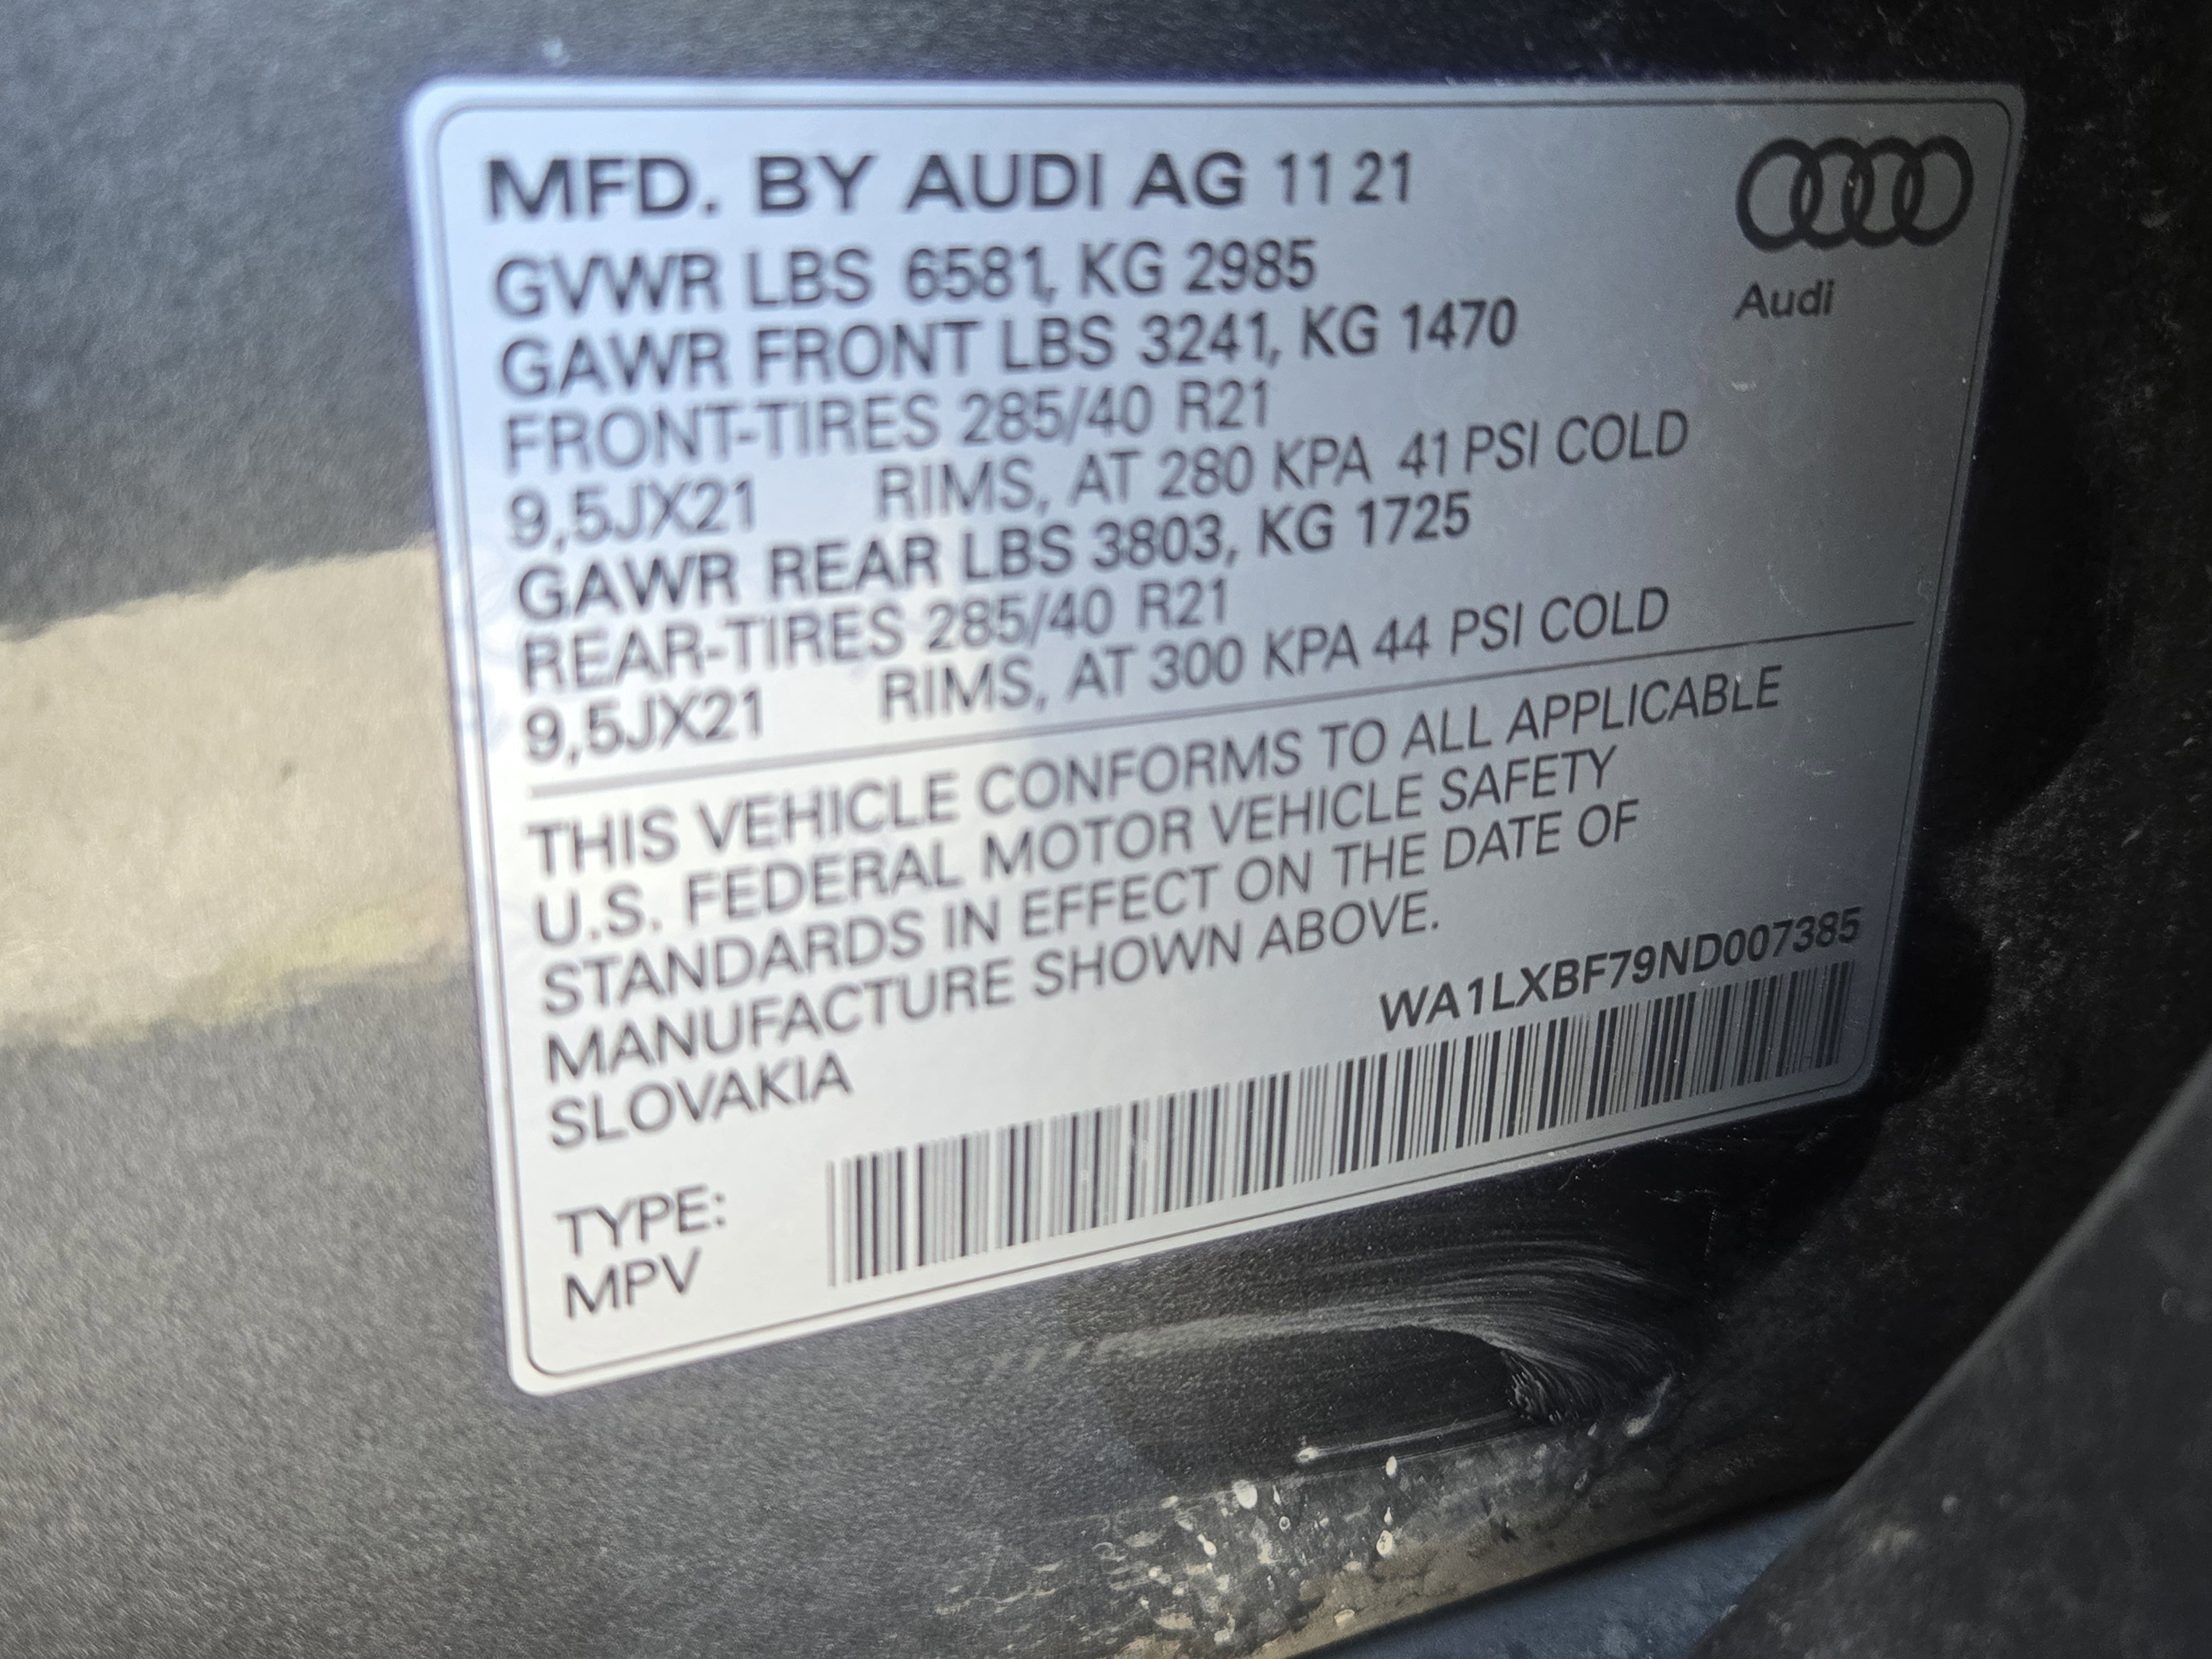 MFD. BY AUDI AG 11 21
Audi
GVWR LBS 6581, KG 2985
GAWR FRONT LBS 3241, KG 1470
FRONT-TIRES 285/40 R21
9,5JX21 RIMS, AT 280 KPA 41 PSI COLD
GAWR REAR LBS 3803, KG 1725
REAR-TIRES 285/40 R21
9,5JX21 RIMS, AT 300 KPA 44 PSI COLD
THIS VEHICLE CONFORMS TO ALL APPLICABLE
U.S. FEDERAL MOTOR VEHICLE SAFETY
STANDARDS IN EFFECT ON THE DATE OF
MANUFACTURE SHOWN ABOVE.
SLOVAKIA
WA1LXBF79ND007385
TYPE:
MPV